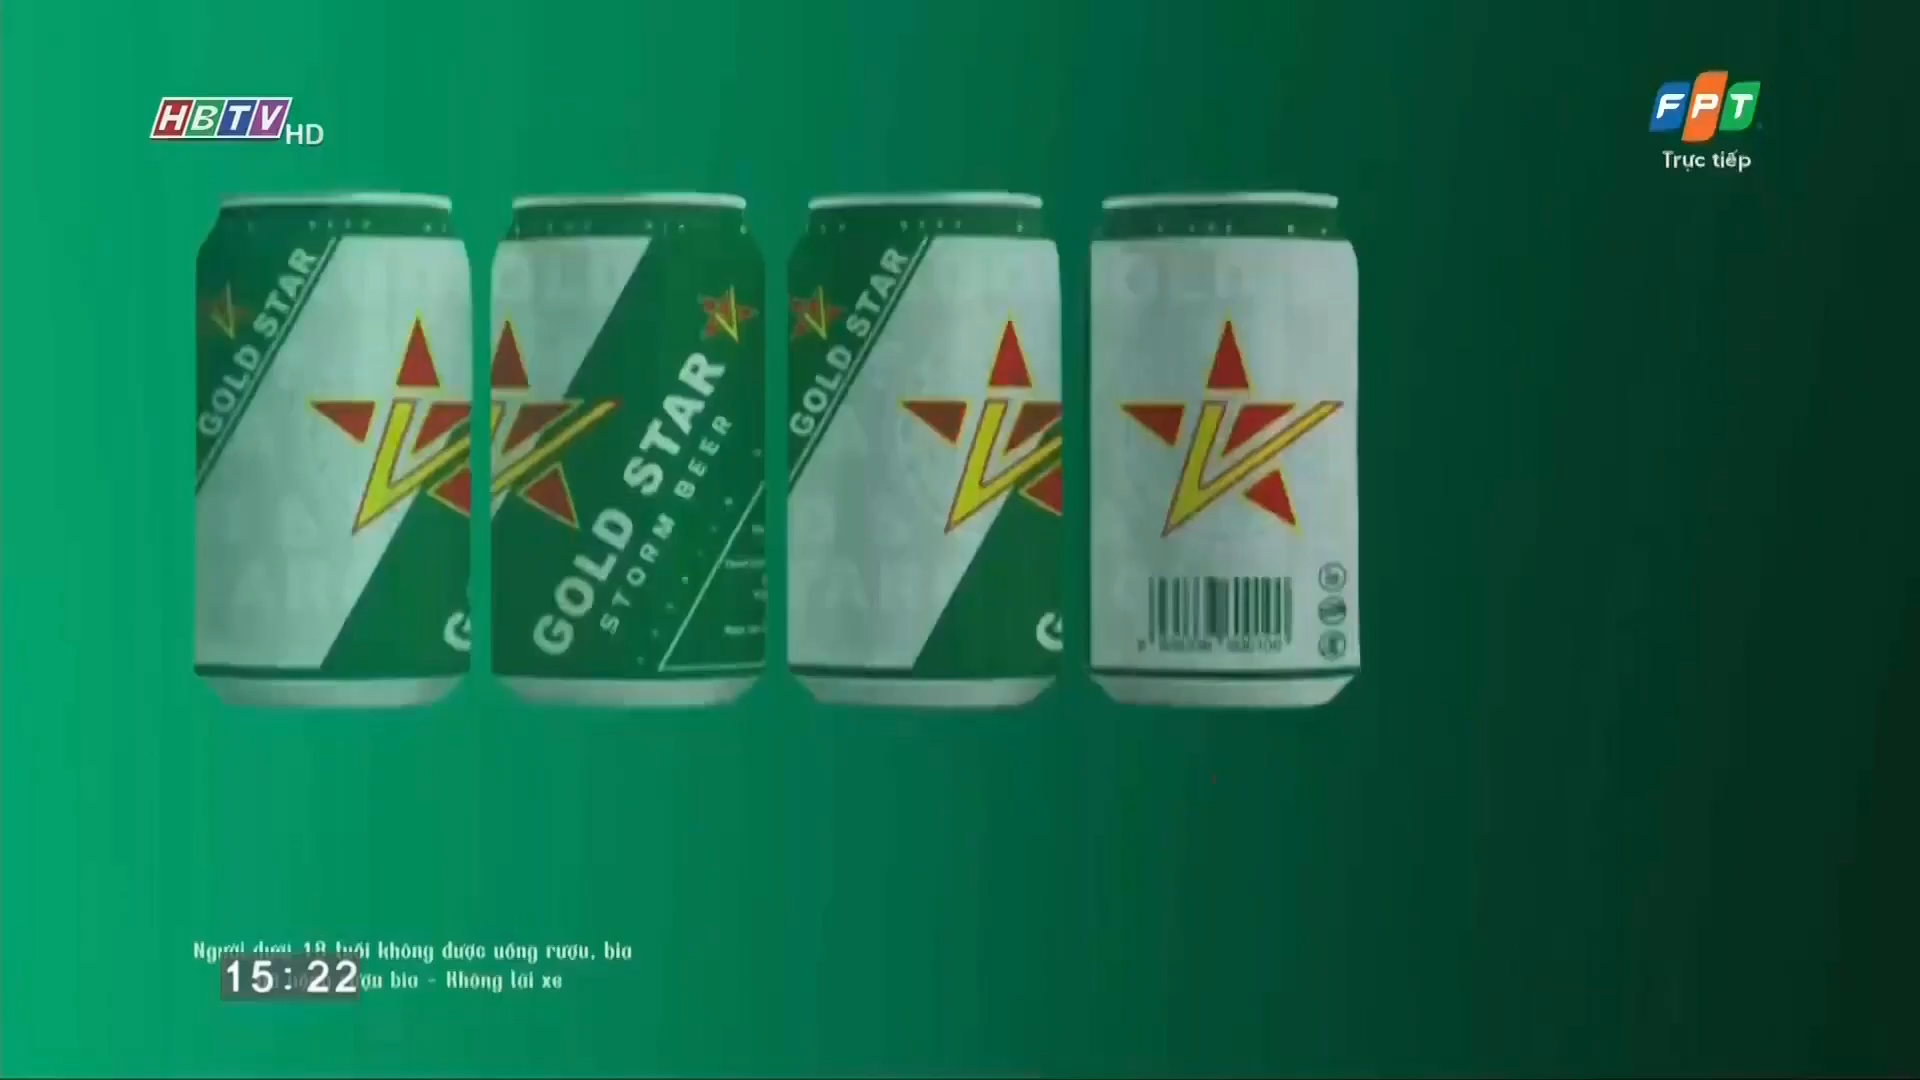 HBTV HD
FPT
Trực tiếp
GOLD STAR
GOLD STAR
STORM BEER
GOLD STAR
G
G
Người dưới 18 tuổi không được uống rượu, bia
15:22 rượu bia - Không lái xe